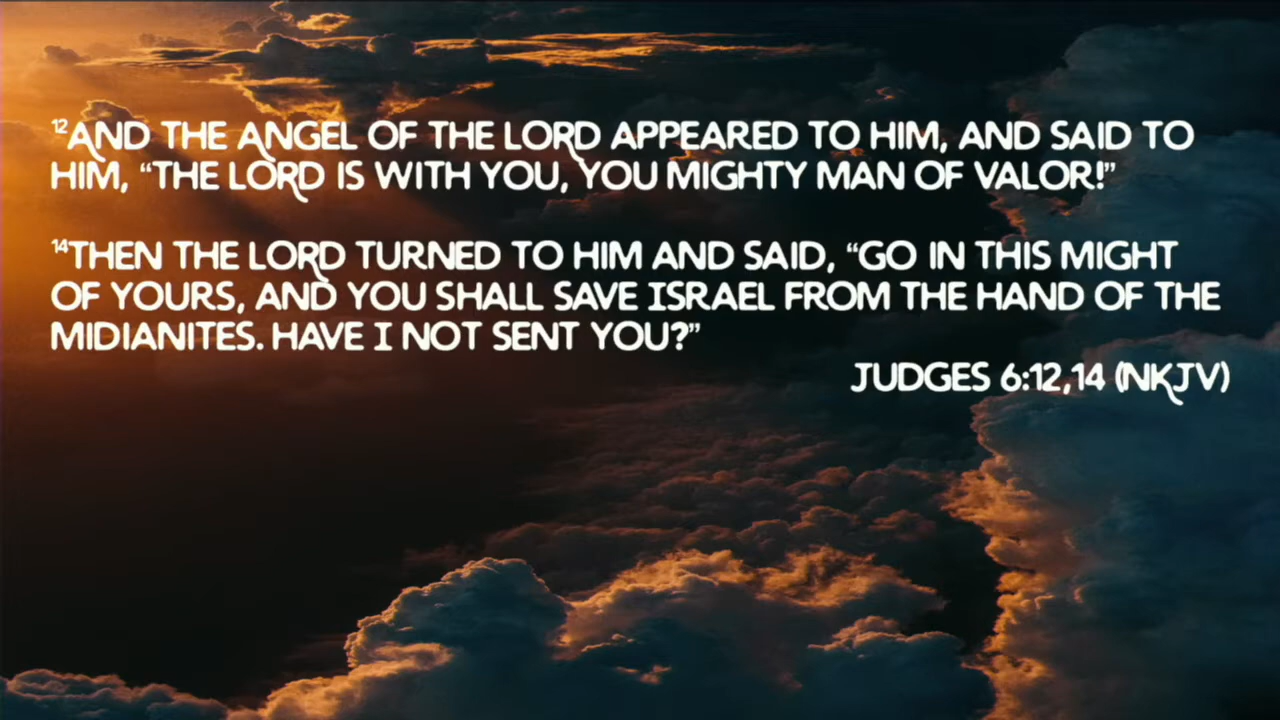 ¹²AND THE ANGEL OF THE LORD APPEARED TO HIM, AND SAID TO
HIM, “THE LORD IS WITH YOU, YOU MIGHTY MAN OF VALOR!”
¹⁴THEN THE LORD TURNED TO HIM AND SAID, “GO IN THIS MIGHT
OF YOURS, AND YOU SHALL SAVE ISRAEL FROM THE HAND OF THE
MIDIANITES. HAVE I NOT SENT YOU?”
JUDGES 6:12,14 (NKJV)